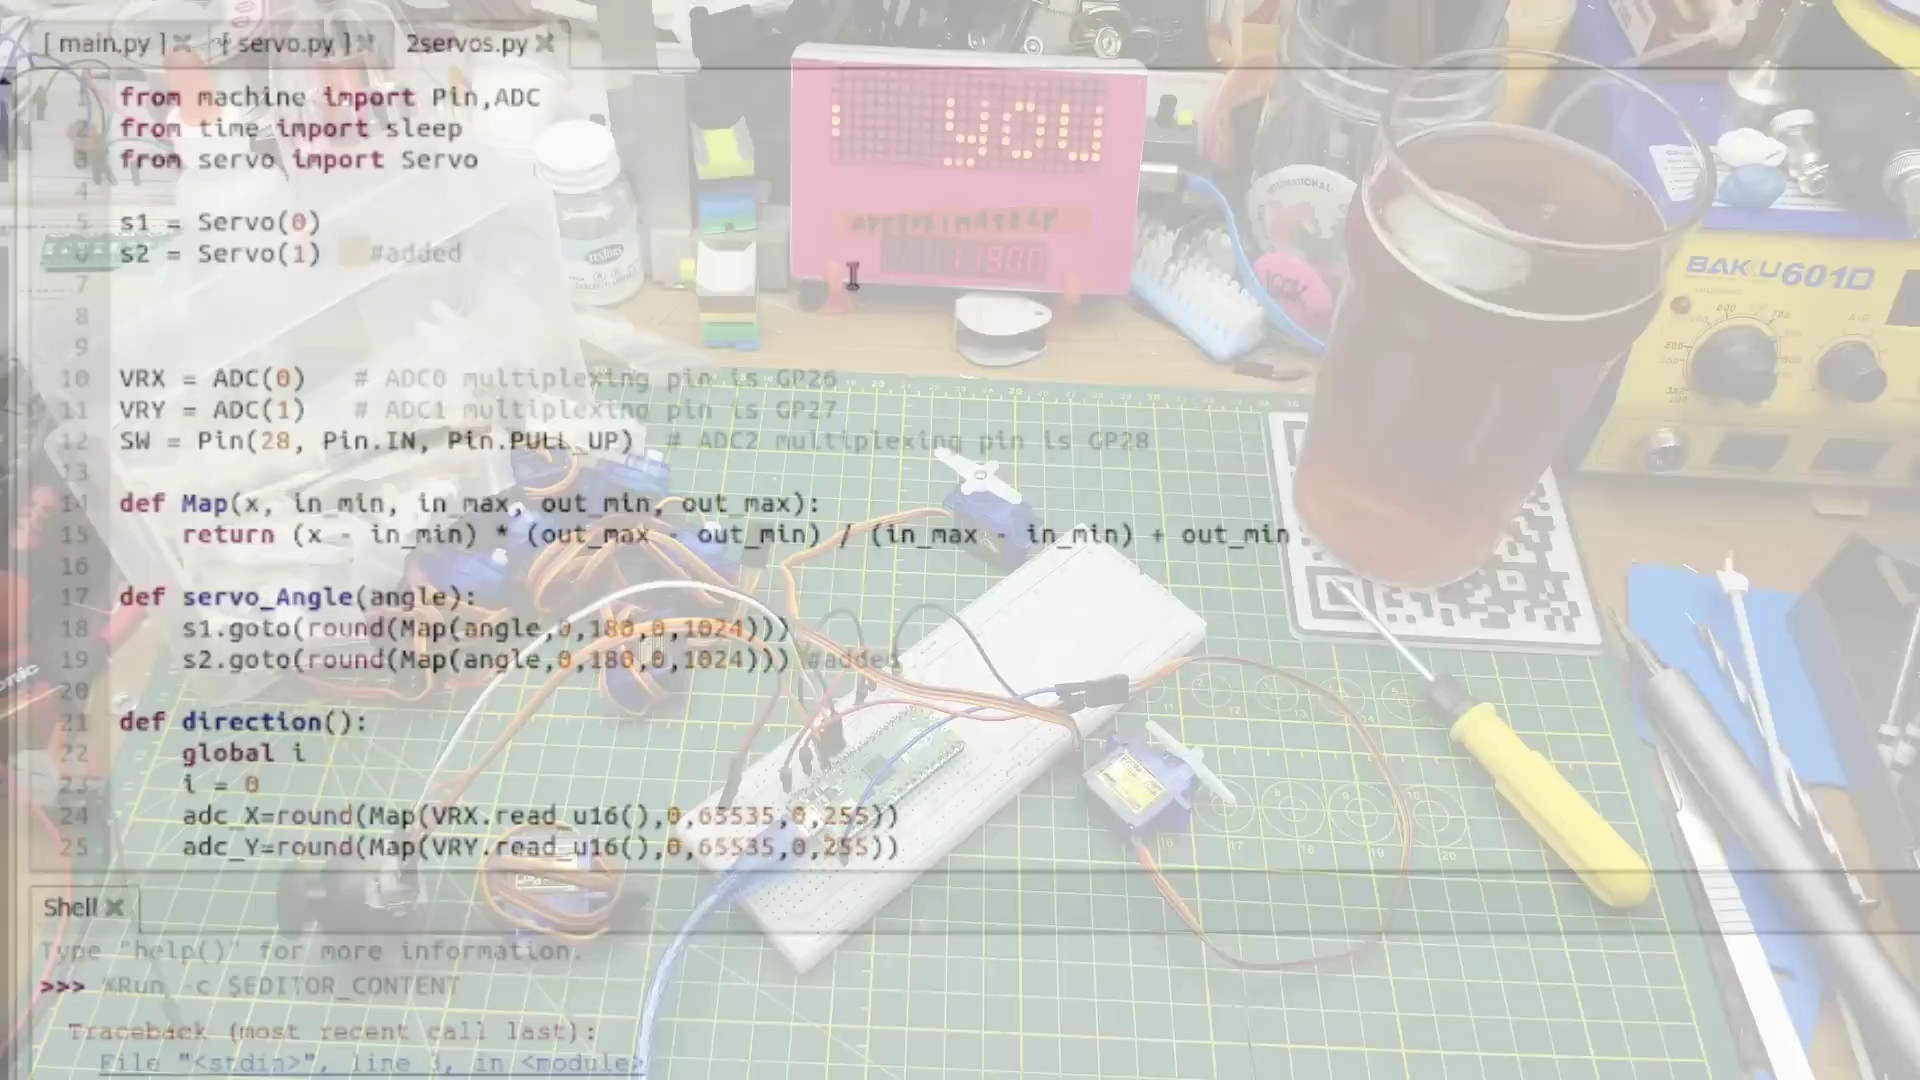 [ main.py ] [ servo.py ] 2servos.py
1 from machine import Pin,ADC
2 from time import sleep
3 from servo import Servo
4
5 s1 = Servo(0)
6 s2 = Servo(1) #added
7
8
9
10 VRX = ADC(0) # ADC0 multiplexing pin is GP26
11 VRY = ADC(1) # ADC1 multiplexing pin is GP27
12 SW = Pin(28, Pin.IN, Pin.PULL_UP) # ADC2 multiplexing pin is GP28
13
14 def Map(x, in_min, in_max, out_min, out_max):
15 return (x - in_min) * (out_max - out_min) / (in_max - in_min) + out_min
16
17 def servo_Angle(angle):
18 s1.goto(round(Map(angle,0,180,0,1024)))
19 s2.goto(round(Map(angle,0,180,0,1024))) #added
20
21 def direction():
22 global i
23 i = 0
24 adc_X=round(Map(VRX.read_u16(),0,65535,0,255))
25 adc_Y=round(Map(VRY.read_u16(),0,65535,0,255))
Shell
Type "help()" for more information.
>>> %Run -c $EDITOR_CONTENT
Traceback (most recent call last):
File "<stdin>", line 3, in <module>
you
APPROXIMATELY
11900
INTERNATIONAL
BAKU 601D